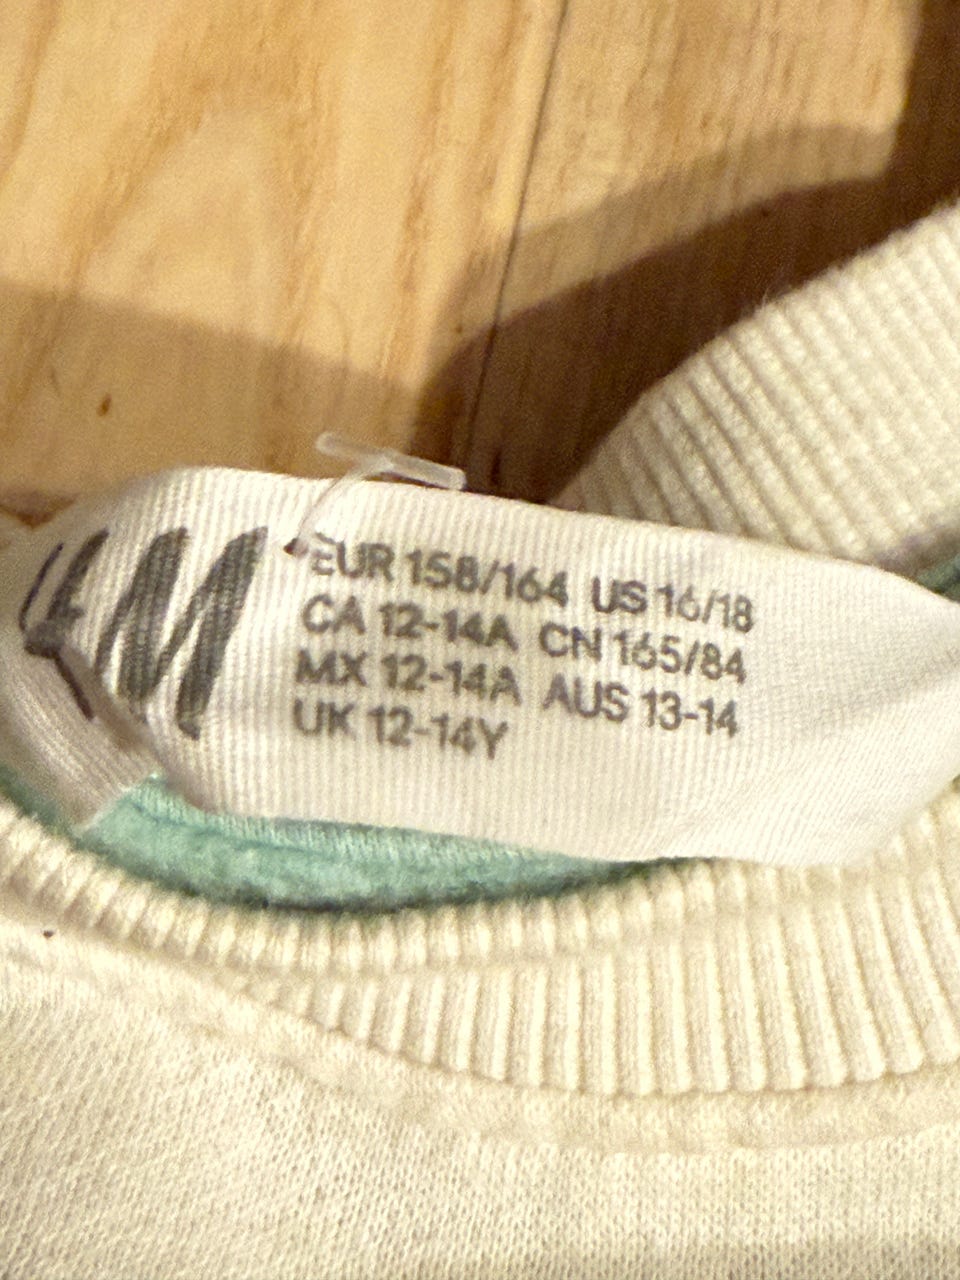 &M
EUR 158/164 US 16/18
CA 12-14A CN 165/84
MX 12-14A AUS 13-14
UK 12-14Y